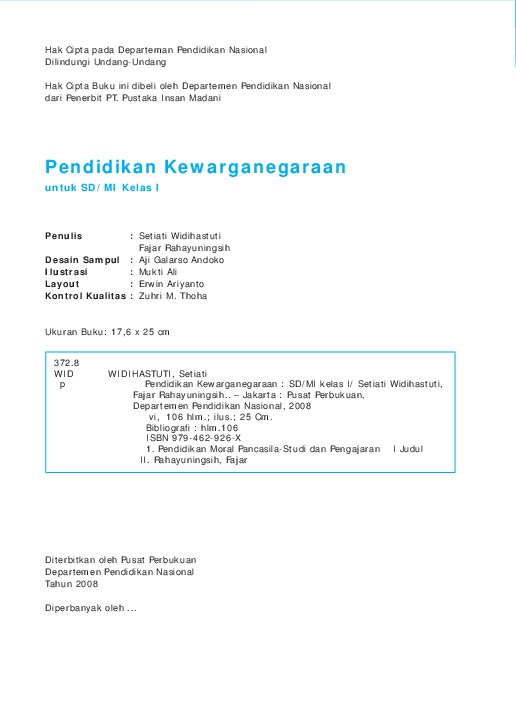 Hak Cipta pada Departeman Pendidikan Nasional
Dilindungi Undang-Undang
Hak Cipta Buku ini dibeli oleh Departemen Pendidikan Nasional
dari Penerbit PT. Pustaka Insan Madani
Pendidikan Kewarganegaraan
untuk SD/ MI Kelas I
Penulis : Setiati Widihastuti
Fajar Rahayuningsih
Desain Sampul : Aji Galarso Andoko
Ilustrasi : Mukti Ali
Layout : Erwin Ariyanto
Kontrol Kualitas : Zuhri M. Thoha
Ukuran Buku: 17,6 x 25 cm
372.8
WID WIDIHASTUTI, Setiati
p Pendidikan Kewarganegaraan : SD/MI kelas I/ Setiati Widihastuti,
Fajar Rahayuningsih.. – Jakarta : Pusat Perbukuan,
Departemen Pendidikan Nasional, 2008
vi, 106 hlm.; ilus.; 25 Cm.
Bibliografi : hlm.106
ISBN 979-462-926-X
1. Pendidikan Moral Pancasila-Studi dan Pengajaran I Judul
II. Rahayuningsih, Fajar
Diterbitkan oleh Pusat Perbukuan
Departemen Pendidikan Nasional
Tahun 2008
Diperbanyak oleh ...